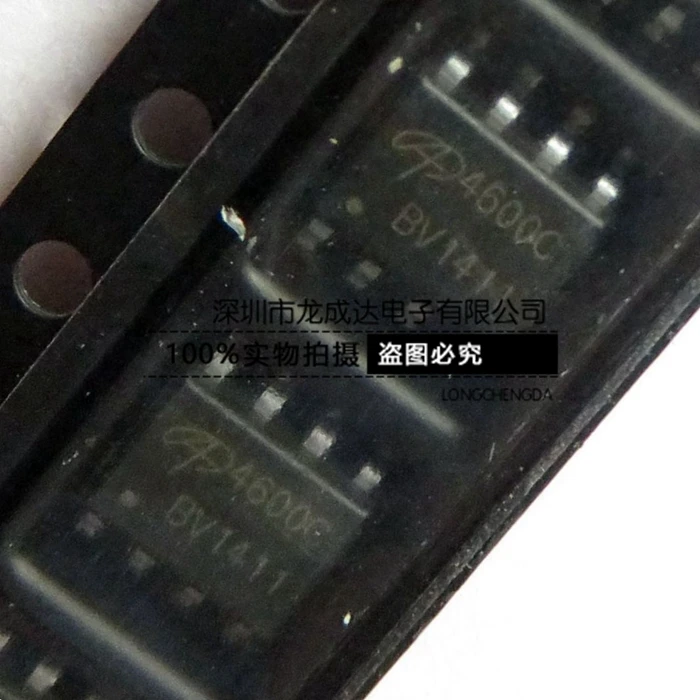 4600C
BV1411
深圳市龙成达电子有限公司
100%实物拍摄 盗图必究
LONGCHENGDA
4600C
BV1411